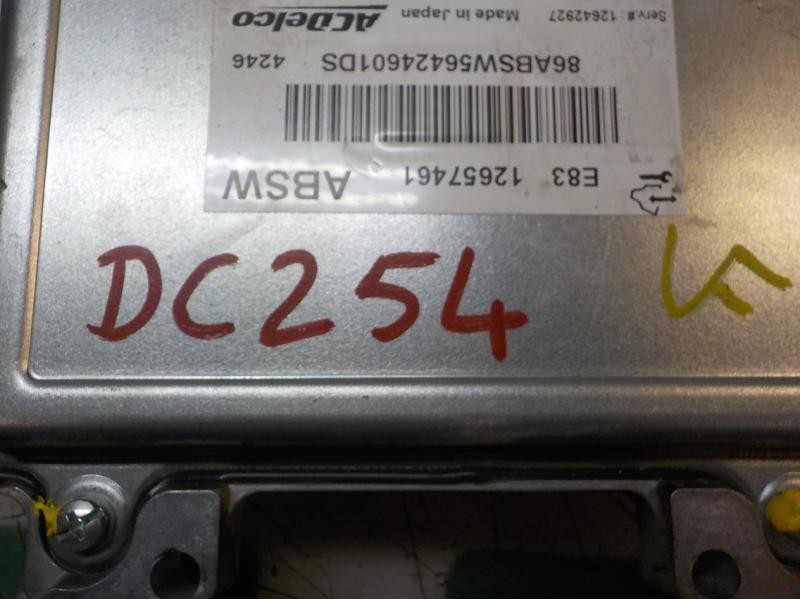 ACDelco Made in Japan Serv.# 12642927
86ABSW56424601DS 4246
E83 12657461 ABSW
DC254